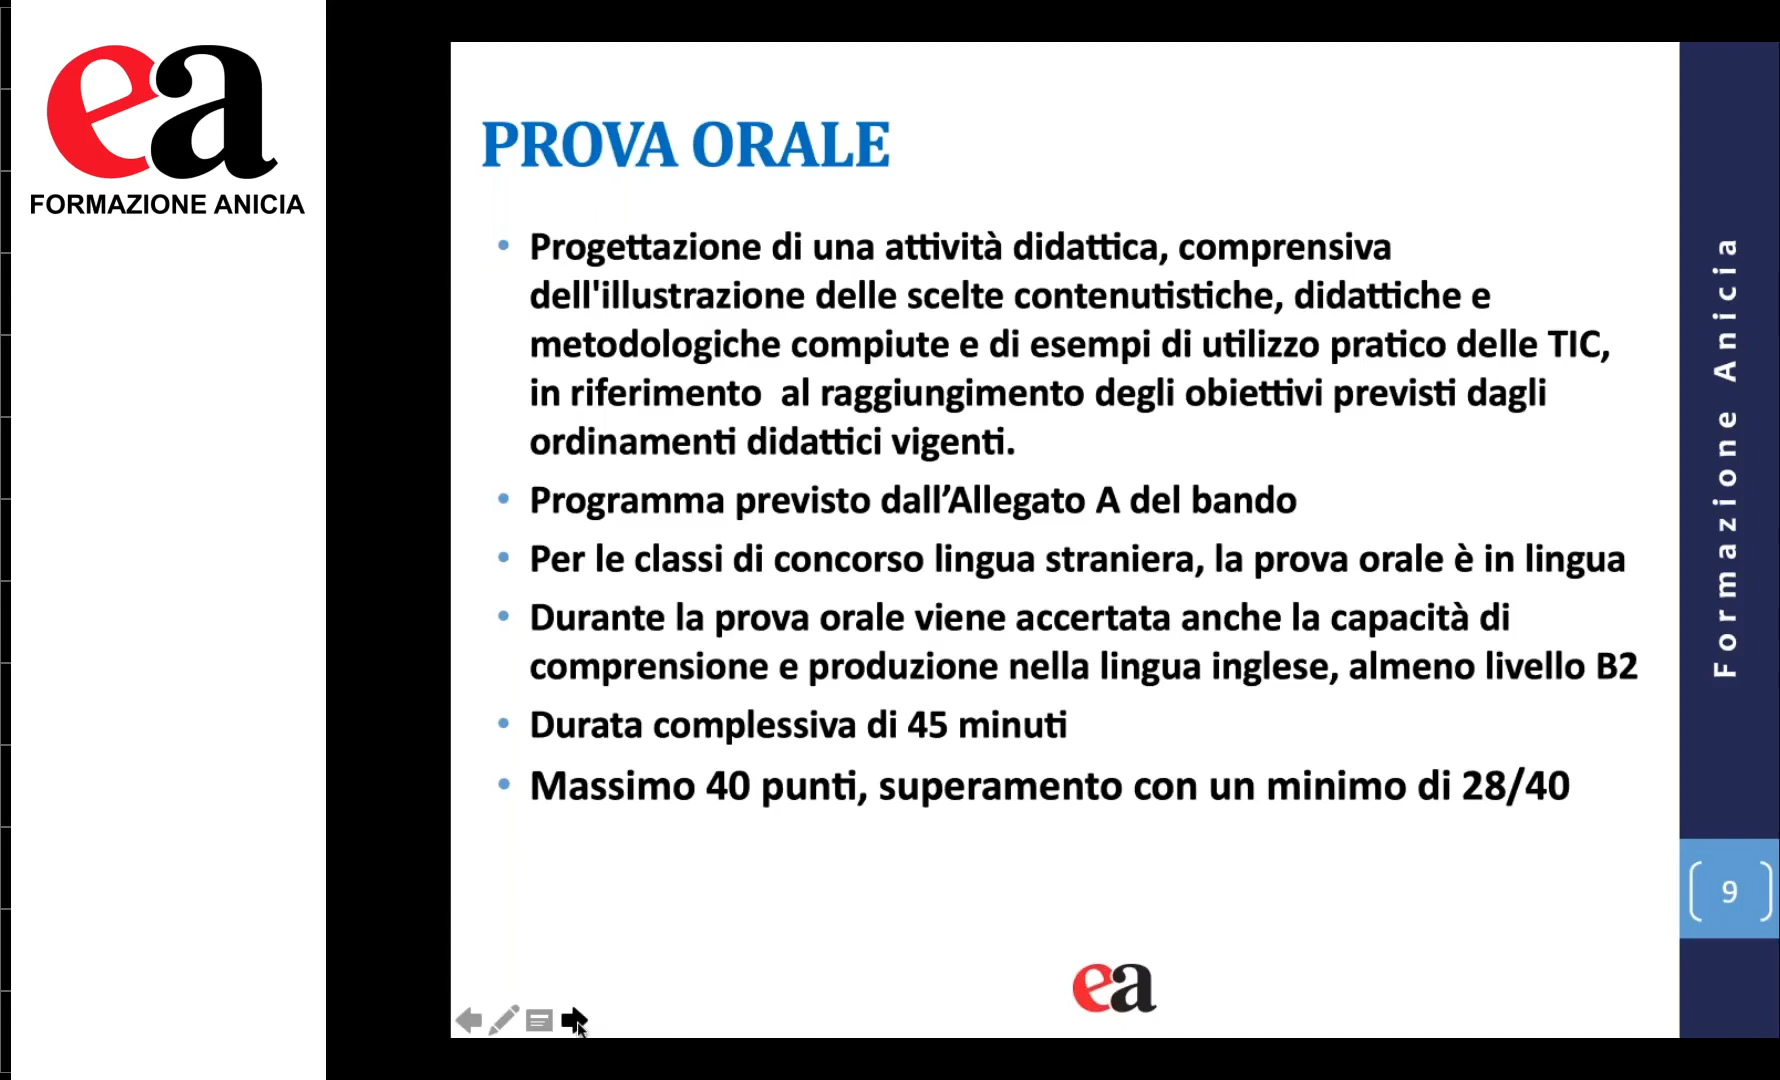 ea
FORMAZIONE ANICIA
PROVA ORALE
• Progettazione di una attività didattica, comprensiva
dell'illustrazione delle scelte contenutistiche, didattiche e
metodologiche compiute e di esempi di utilizzo pratico delle TIC,
in riferimento  al raggiungimento degli obiettivi previsti dagli
ordinamenti didattici vigenti.
• Programma previsto dall’Allegato A del bando
• Per le classi di concorso lingua straniera, la prova orale è in lingua
• Durante la prova orale viene accertata anche la capacità di
comprensione e produzione nella lingua inglese, almeno livello B2
• Durata complessiva di 45 minuti
• Massimo 40 punti, superamento con un minimo di 28/40
Formazione Anicia
9
ea